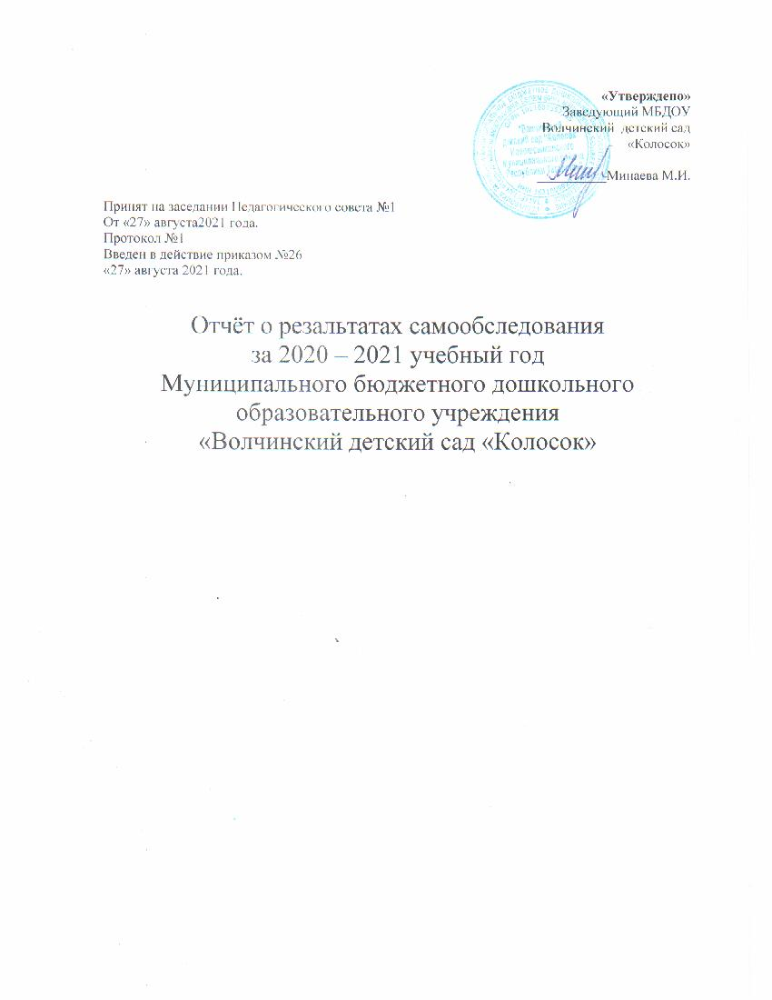 «Утверждено»
Заведующий МБДОУ
Волчинский детский сад
«Колосок»
Минаева М.И.
Принят на заседании Педагогического совета №1
От «27» августа2021 года.
Протокол №1
Введен в действие приказом №26
«27» августа 2021 года.
Отчёт о резальтатах самообследования
за 2020 – 2021 учебный год
Муниципального бюджетного дошкольного
образовательного учреждения
«Волчинский детский сад «Колосок»